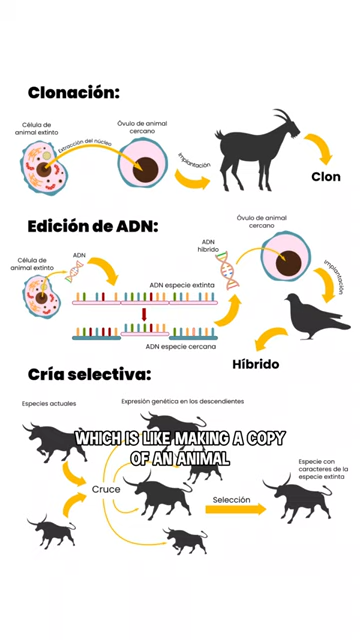 Clonación:
Célula de
animal extinto
Extracción del núcleo
Óvulo de animal
cercano
Implantación
Clon
Edición de ADN:
Óvulo de animal
cercano
Célula de
animal extinto
ADN
ADN
híbrido
ADN especie extinta
Implantación
ADN especie cercana
Híbrido
Cría selectiva:
Especies actuales
Expresión genética en los descendientes
WHICH IS LIKE MAKING A COPY
OF AN ANIMAL
Especie con
caracteres de la
especie extinta
Cruce
Selección